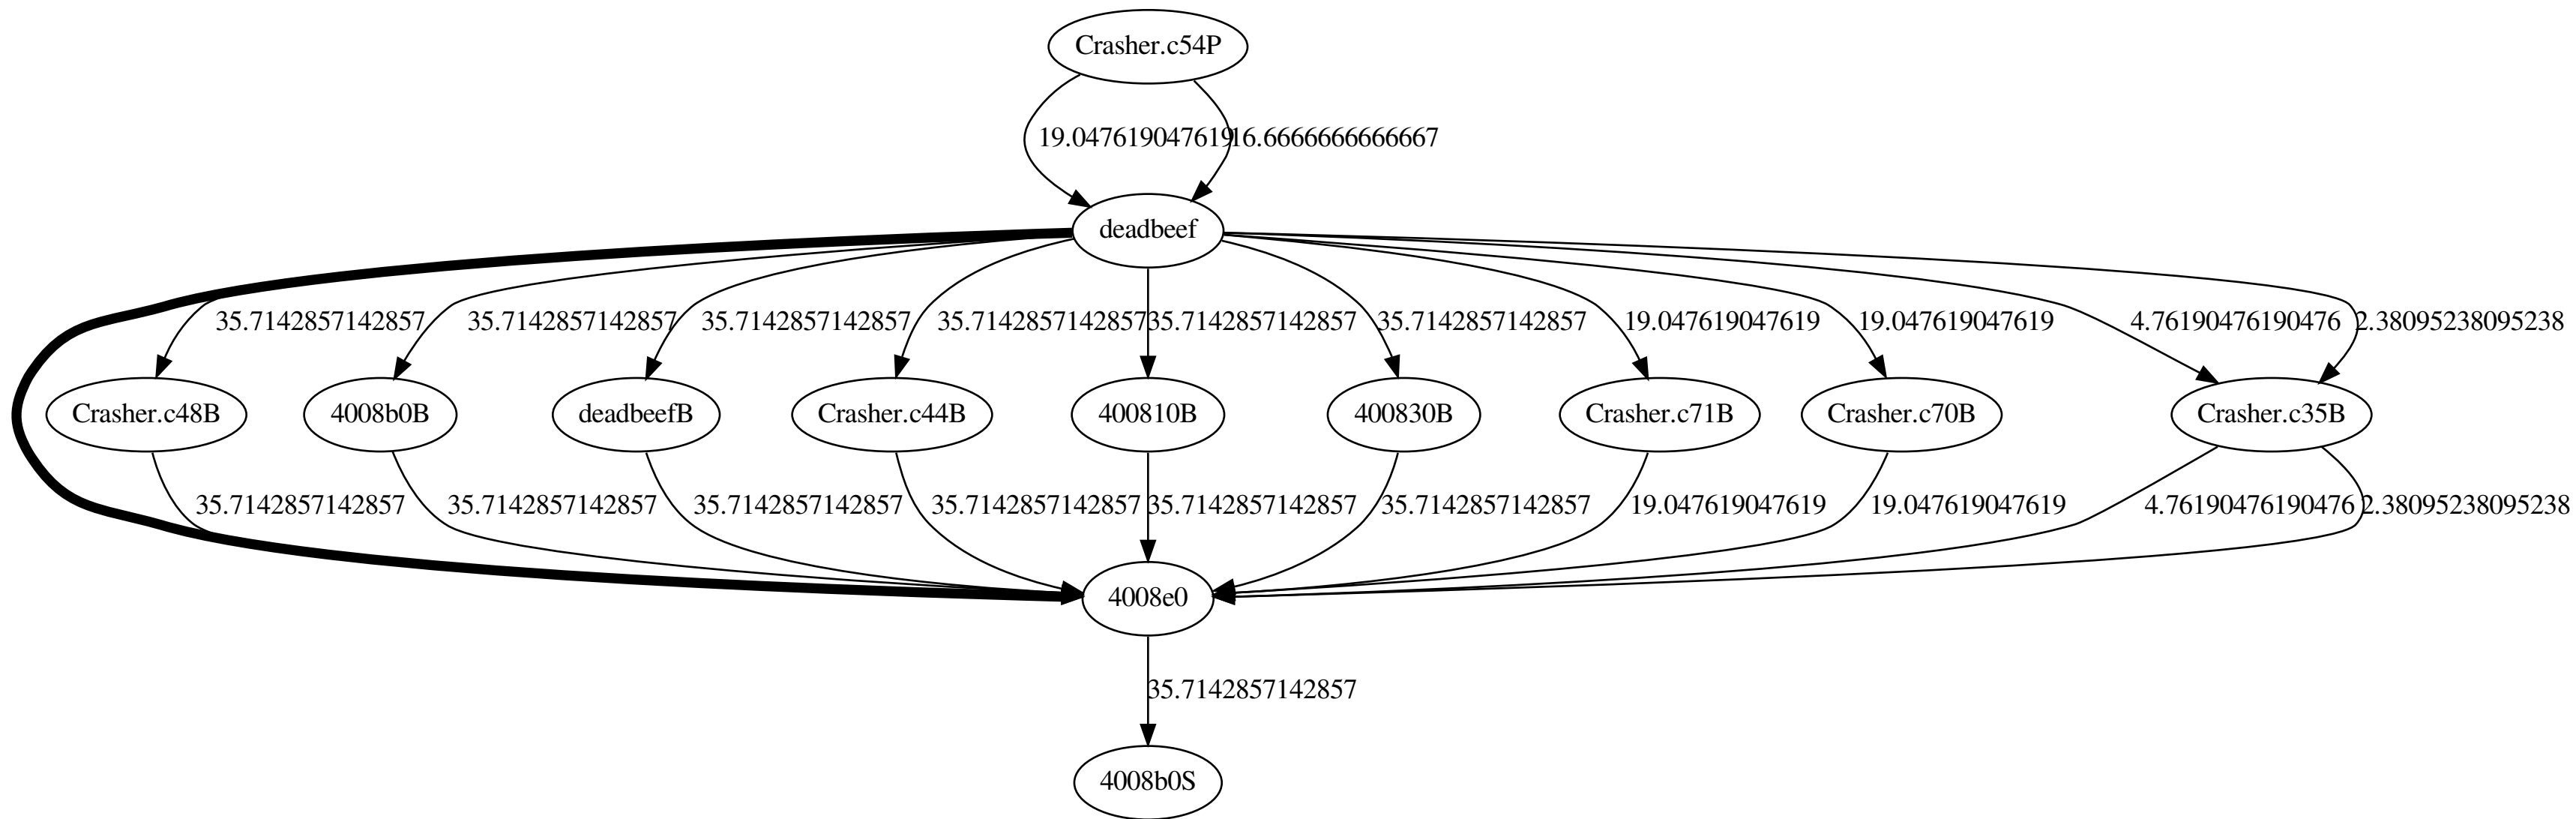 Crasher.c54P
19.047619047619
16.6666666666667
deadbeef
35.7142857142857
35.7142857142857
35.7142857142857
35.7142857142857
35.7142857142857
35.7142857142857
19.047619047619
19.047619047619
4.76190476190476
2.38095238095238
Crasher.c48B
4008b0B
deadbeefB
Crasher.c44B
400810B
400830B
Crasher.c71B
Crasher.c70B
Crasher.c35B
35.7142857142857
35.7142857142857
35.7142857142857
35.7142857142857
35.7142857142857
35.7142857142857
19.047619047619
19.047619047619
4.76190476190476
2.38095238095238
4008e0
35.7142857142857
4008b0S